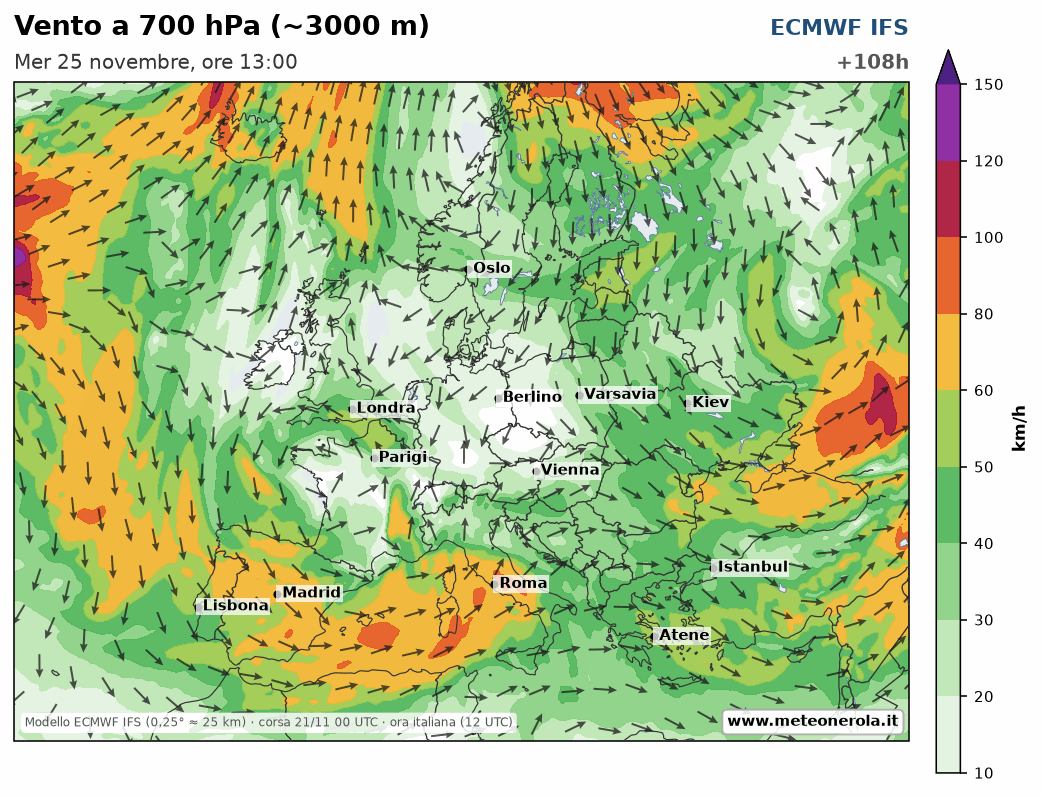 Vento a 700 hPa (~3000 m)
ECMWF IFS
Mer 25 novembre, ore 13:00
+108h
Oslo
Londra
Berlino
Varsavia
Kiev
Parigi
Vienna
Lisbona
Madrid
Roma
Istanbul
Atene
150
120
100
80
60
50
40
30
20
10
km/h
Modello ECMWF IFS (0,25° ≈ 25 km) · corsa 21/11 00 UTC · ora italiana (12 UTC)
www.meteonerola.it